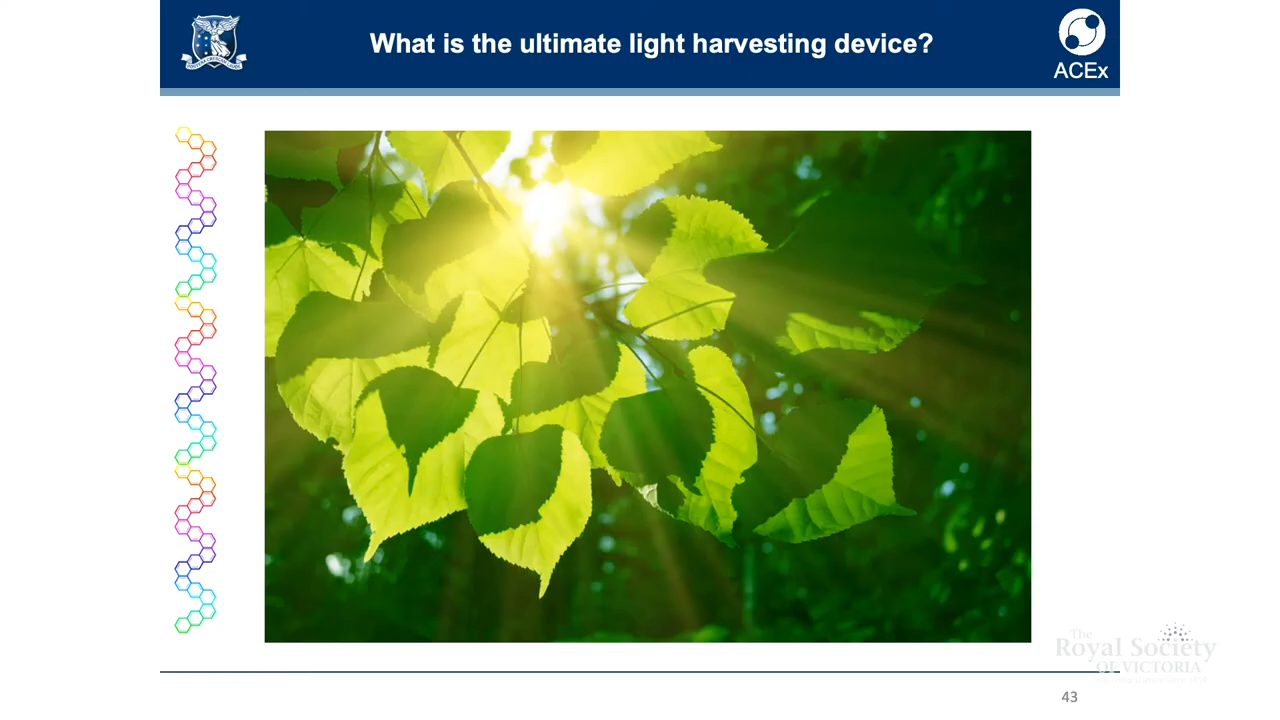 What is the ultimate light harvesting device?
ACEx
The
Royal Society
OF VICTORIA
43